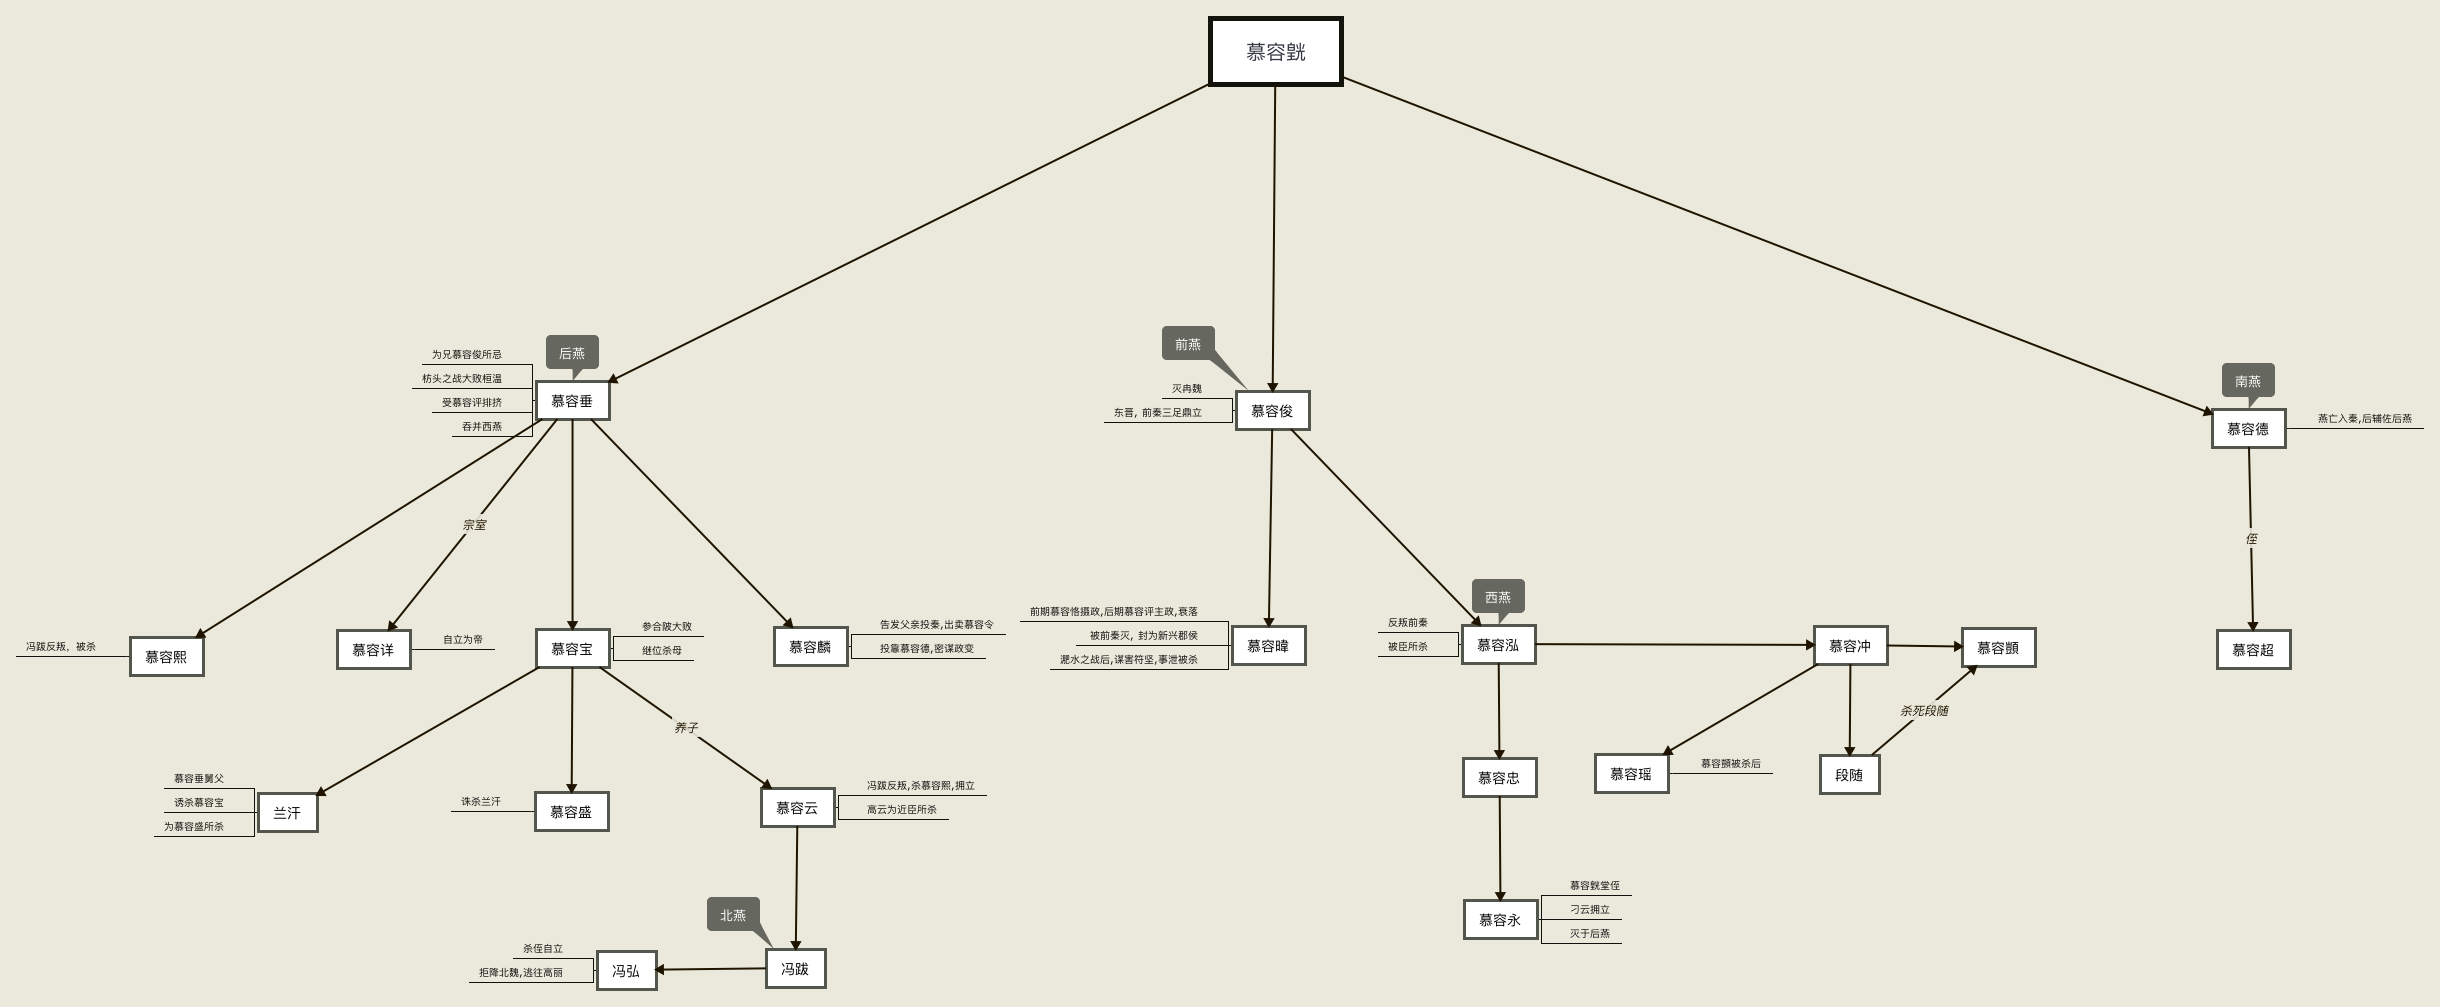 慕容皝
后燕
为兄慕容俊所忌
枋头之战大败桓温
受慕容评排挤
吞并西燕
慕容垂
前燕
灭冉魏
东晋, 前秦三足鼎立
慕容俊
南燕
慕容德
燕亡入秦,后辅佐后燕
宗室
侄
冯跋反叛, 被杀
慕容熙
慕容详
自立为帝
慕容宝
参合陂大败
继位杀母
慕容麟
告发父亲投秦,出卖慕容令
投靠慕容德,密谋政变
前期慕容恪摄政,后期慕容评主政,衰落
被前秦灭, 封为新兴郡侯
淝水之战后,谋害符坚,事泄被杀
慕容暐
西燕
反叛前秦
被臣所杀
慕容泓
慕容冲
慕容顗
慕容超
养子
杀死段随
慕容垂舅父
诱杀慕容宝
为慕容盛所杀
兰汗
诛杀兰汗
慕容盛
慕容云
冯跋反叛,杀慕容熙,拥立
高云为近臣所杀
慕容忠
慕容瑶
慕容顗被杀后
段随
北燕
杀侄自立
拒降北魏,逃往高丽
冯弘
冯跋
慕容永
慕容皝堂侄
刁云拥立
灭于后燕